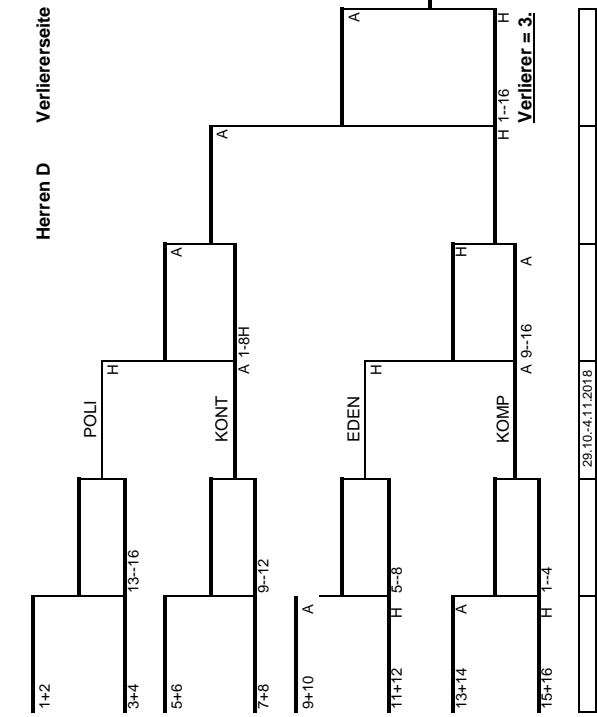 Herren D Verliererseite
1+2
POLI
H
3+4 13--16
5+6 A
KONT A
A 1-8H
7+8 9--12
9+10 A
EDEN A
H
11+12 H 5--8
13+14 A H
KOMP H 1--16 H
A 9--16 A Verlierer = 3.
15+16 H 1--4
29.10.-4.11.2018